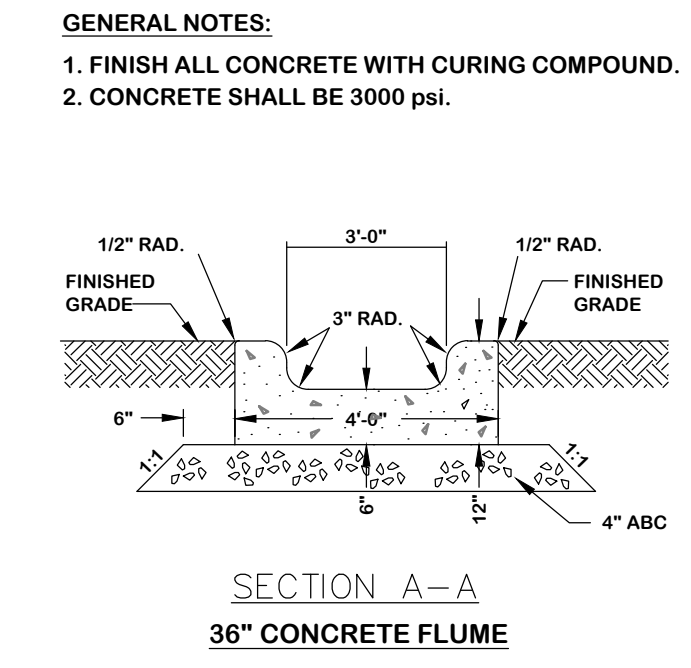 GENERAL NOTES:
1. FINISH ALL CONCRETE WITH CURING COMPOUND.
2. CONCRETE SHALL BE 3000 psi.
3'-0"
1/2" RAD.
1/2" RAD.
FINISHED
GRADE
FINISHED
GRADE
3" RAD.
6"
4'-0"
1:1
1:1
6"
12"
4" ABC
SECTION A-A
36" CONCRETE FLUME